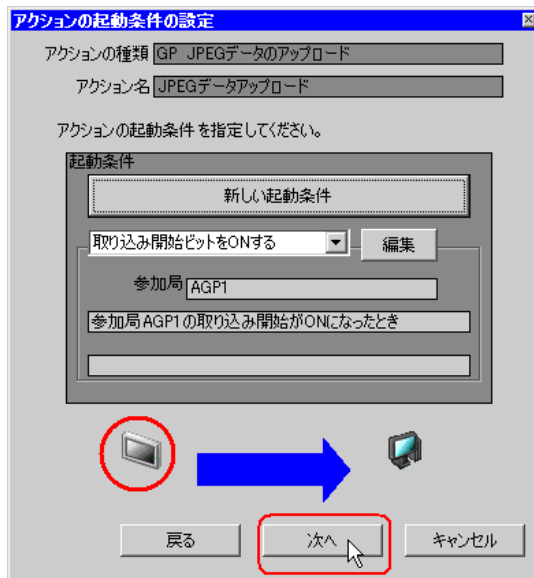 アクションの起動条件の設定
アクションの種類 GP JPEGデータのアップロード
アクション名 JPEGデータアップロード
アクションの起動条件を指定してください。
起動条件
新しい起動条件
取り込み開始ビットをONする 編集
参加局 AGP1
参加局AGP1の取り込み開始がONになったとき
戻る 次へ キャンセル